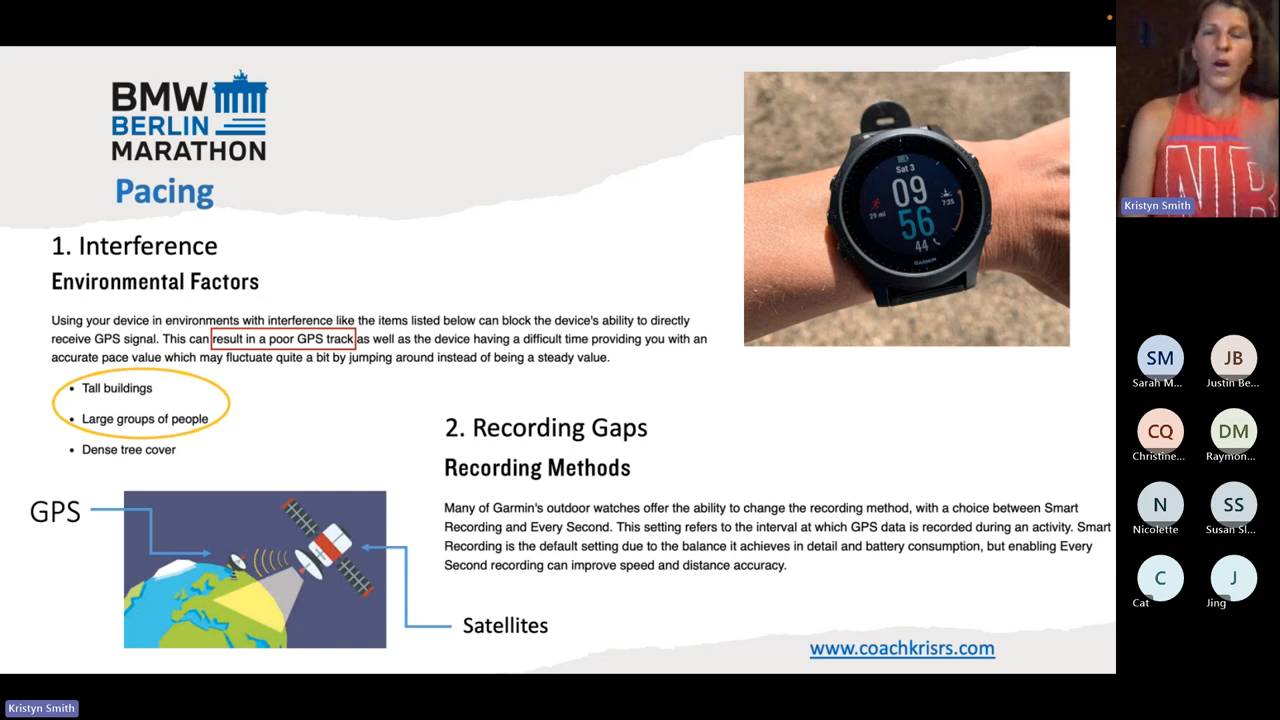 BMW
BERLIN
MARATHON
Pacing
1. Interference
Environmental Factors
Using your device in environments with interference like the items listed below can block the device's ability to directly
receive GPS signal. This can result in a poor GPS track as well as the device having a difficult time providing you with an
accurate pace value which may fluctuate quite a bit by jumping around instead of being a steady value.
• Tall buildings
• Large groups of people
• Dense tree cover
GPS
Satellites
Sat 3
09
56
29 mi
7:25
44
GARMIN
2. Recording Gaps
Recording Methods
Many of Garmin's outdoor watches offer the ability to change the recording method, with a choice between Smart
Recording and Every Second. This setting refers to the interval at which GPS data is recorded during an activity. Smart
Recording is the default setting due to the balance it achieves in detail and battery consumption, but enabling Every
Second recording can improve speed and distance accuracy.
www.coachkrisrs.com
NB
Kristyn Smith
SM
Sarah M...
JB
Justin Be...
CQ
Christine...
DM
Raymon...
N
Nicolette
SS
Susan Sl...
C
Cat
J
Jing
Kristyn Smith